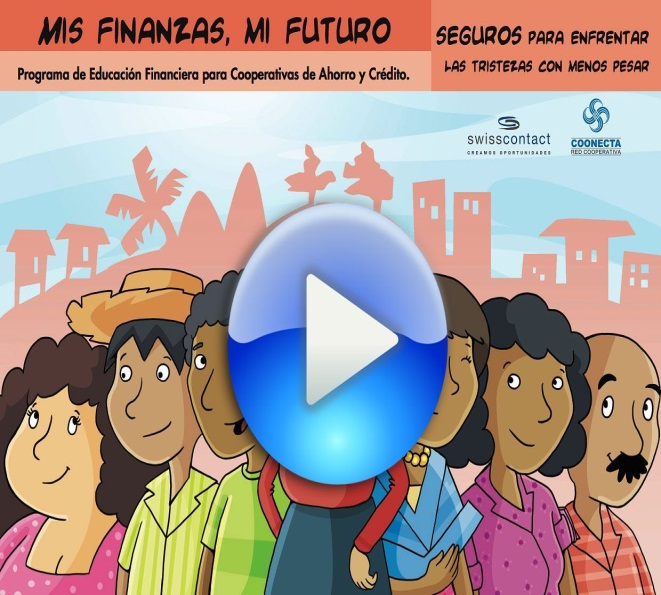 MIS FINANZAS, MI FUTURO
Programa de Educación Financiera para Cooperativas de Ahorro y Crédito.
SEGUROS PARA ENFRENTAR
LAS TRISTEZAS CON MENOS PESAR
swisscontact
CREAMOS OPORTUNIDADES
COONECTA
RED COOPERATIVA